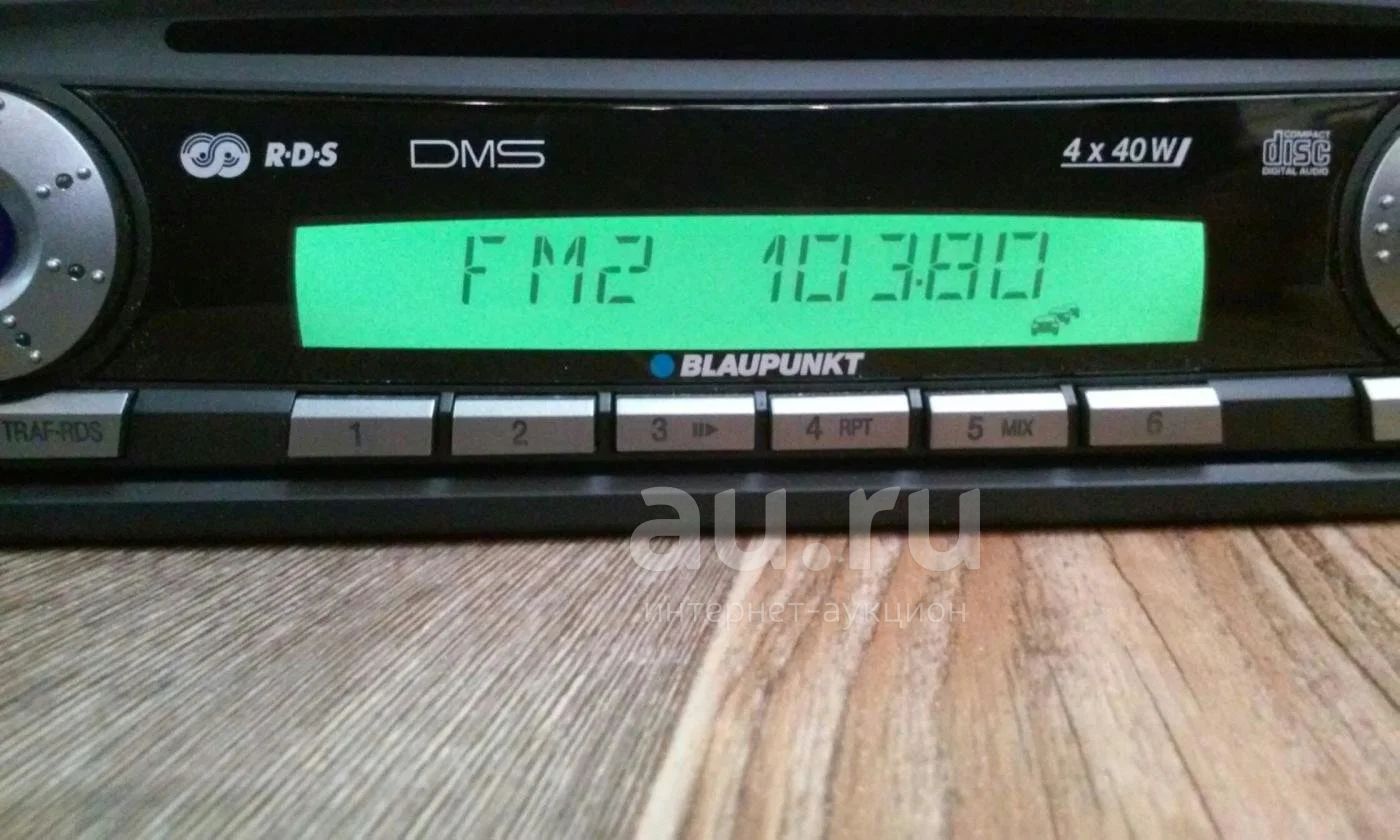 R·D·S DMS 4 x 40W COMPACT disc DIGITAL AUDIO
FM2 103.80
BLAUPUNKT
TRAF·RDS 1 2 3 4 RPT 5 MIX 6
au.ru
интернет-аукцион